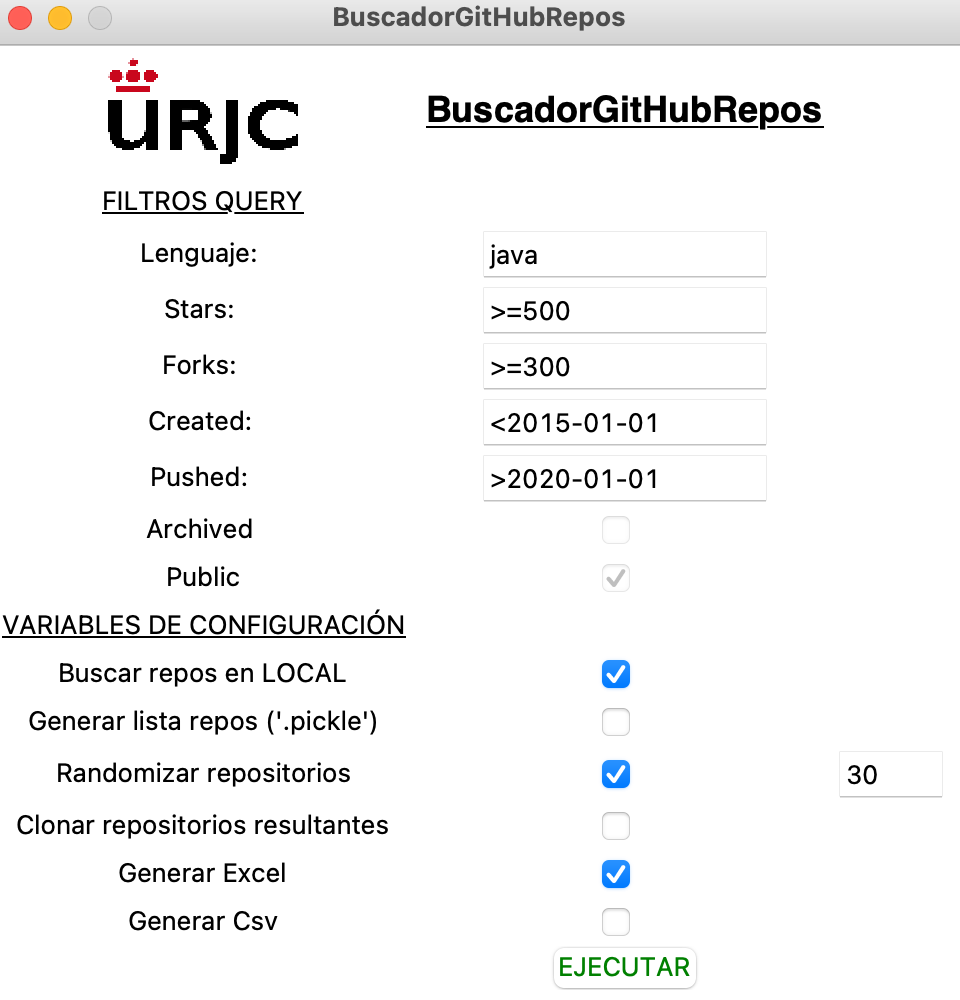 BuscadorGitHubRepos
URJC
BuscadorGitHubRepos
FILTROS QUERY
Lenguaje: java
Stars: >=500
Forks: >=300
Created: <2015-01-01
Pushed: >2020-01-01
Archived
Public
VARIABLES DE CONFIGURACIÓN
Buscar repos en LOCAL
Generar lista repos ('.pickle')
Randomizar repositorios 30
Clonar repositorios resultantes
Generar Excel
Generar Csv
EJECUTAR